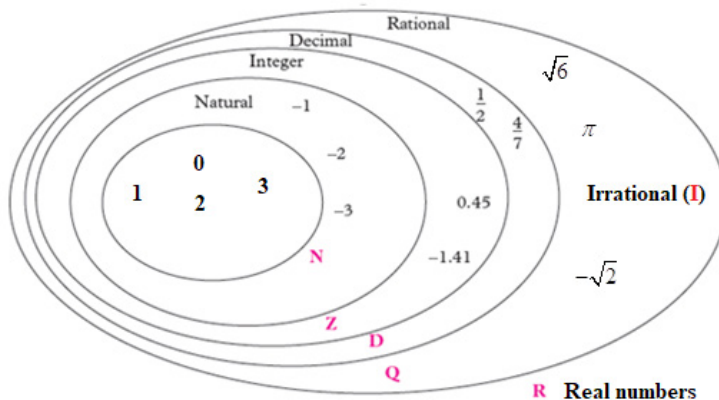 Rational
Decimal
Integer
Natural
√6
-1
1/2
4/7
π
0
-2
1
3
2
-3
0.45
Irrational (I)
N
-1.41
-√2
Z
D
Q
R Real numbers